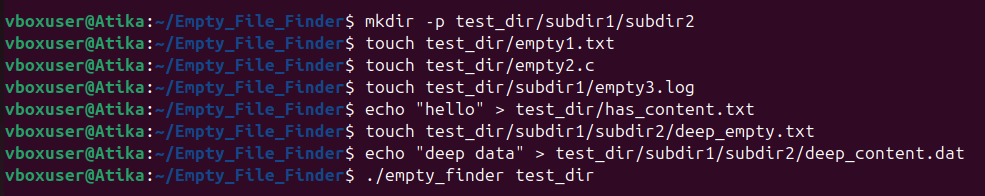 vboxuser@Atika:~/Empty_File_Finder$ mkdir -p test_dir/subdir1/subdir2
vboxuser@Atika:~/Empty_File_Finder$ touch test_dir/empty1.txt
vboxuser@Atika:~/Empty_File_Finder$ touch test_dir/empty2.c
vboxuser@Atika:~/Empty_File_Finder$ touch test_dir/subdir1/empty3.log
vboxuser@Atika:~/Empty_File_Finder$ echo "hello" > test_dir/has_content.txt
vboxuser@Atika:~/Empty_File_Finder$ touch test_dir/subdir1/subdir2/deep_empty.txt
vboxuser@Atika:~/Empty_File_Finder$ echo "deep data" > test_dir/subdir1/subdir2/deep_content.dat
vboxuser@Atika:~/Empty_File_Finder$ ./empty_finder test_dir